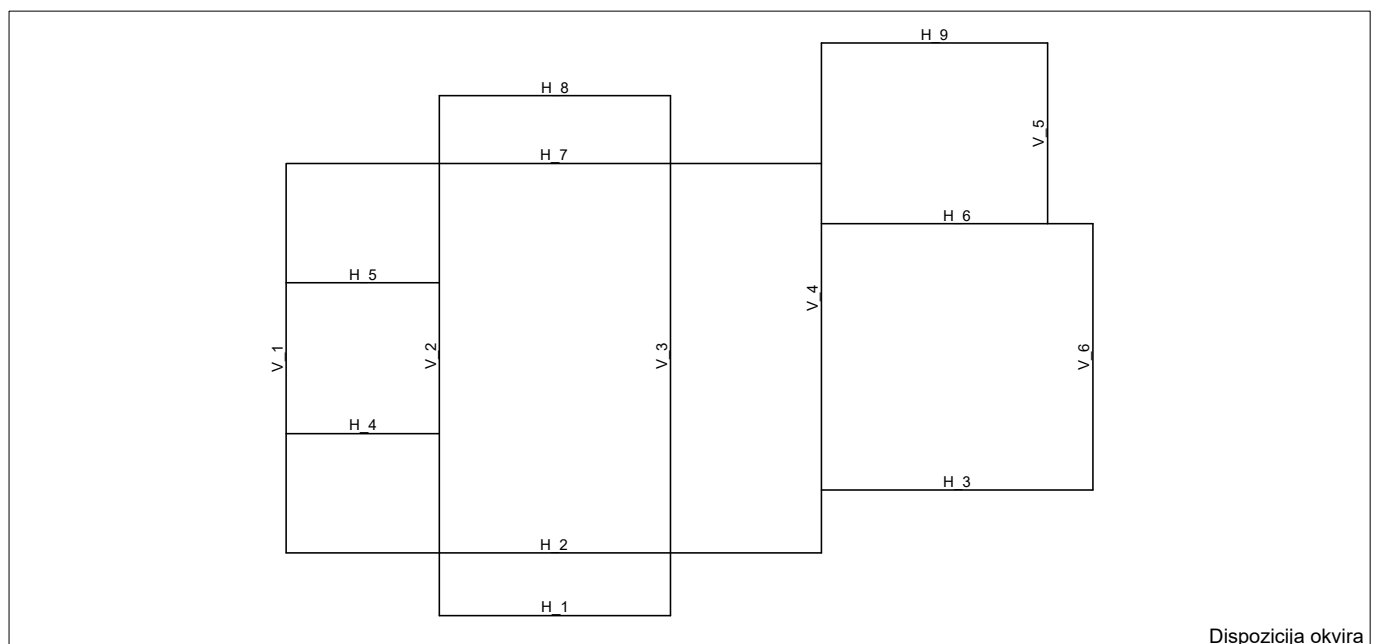 H_9
H_8
V_5
H_7
H_6
H_5
V_4
V_1
V_2
V_3
V_6
H_4
H_3
H_2
H_1
Dispozicija okvira